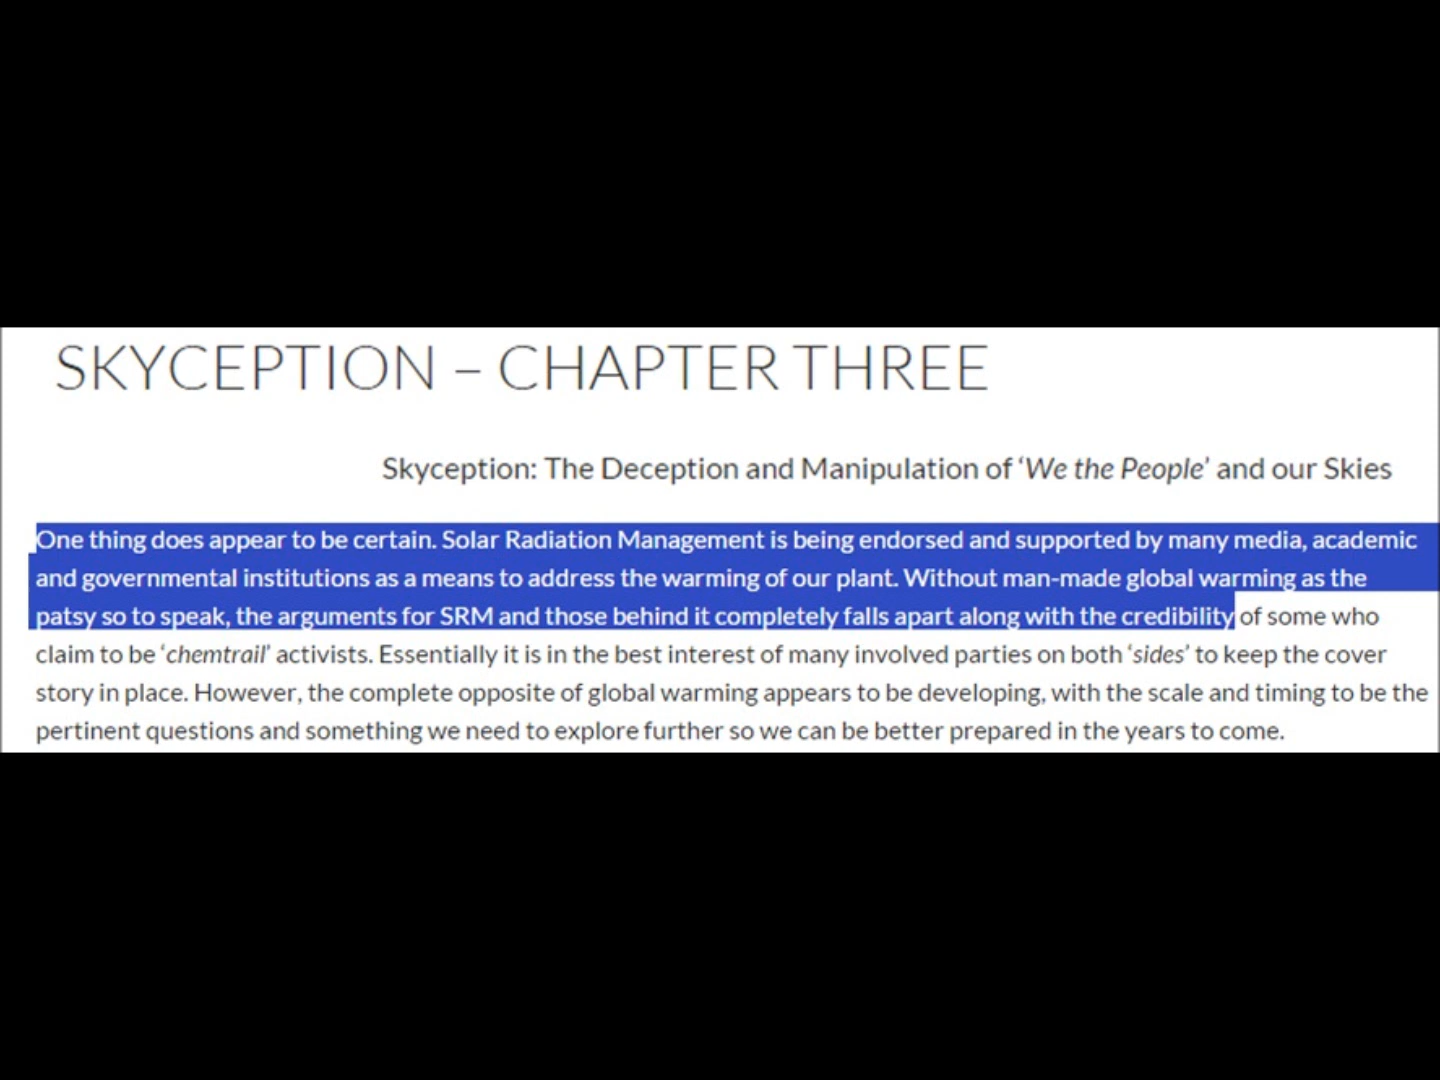 SKYCEPTION – CHAPTER THREE
Skyception: The Deception and Manipulation of ‘We the People’ and our Skies
One thing does appear to be certain. Solar Radiation Management is being endorsed and supported by many media, academic
and governmental institutions as a means to address the warming of our plant. Without man-made global warming as the
patsy so to speak, the arguments for SRM and those behind it completely falls apart along with the credibility of some who
claim to be ‘chemtrail’ activists. Essentially it is in the best interest of many involved parties on both ‘sides’ to keep the cover
story in place. However, the complete opposite of global warming appears to be developing, with the scale and timing to be the
pertinent questions and something we need to explore further so we can be better prepared in the years to come.